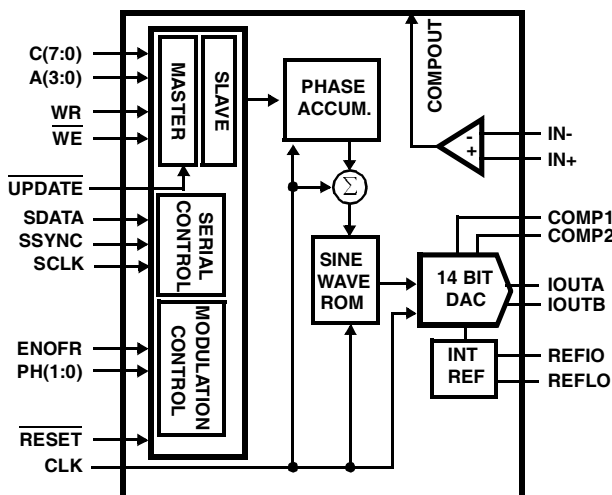 C(7:0)
A(3:0)
WR
WE
UPDATE
SDATA
SSYNC
SCLK
ENOFR
PH(1:0)
RESET
CLK
MASTER
SLAVE
SERIAL
CONTROL
MODULATION
CONTROL
PHASE
ACCUM.
Σ
SINE
WAVE
ROM
COMPOUT
-
+
14 BIT
DAC
INT
REF
IN-
IN+
COMP1
COMP2
IOUTA
IOUTB
REFIO
REFLO